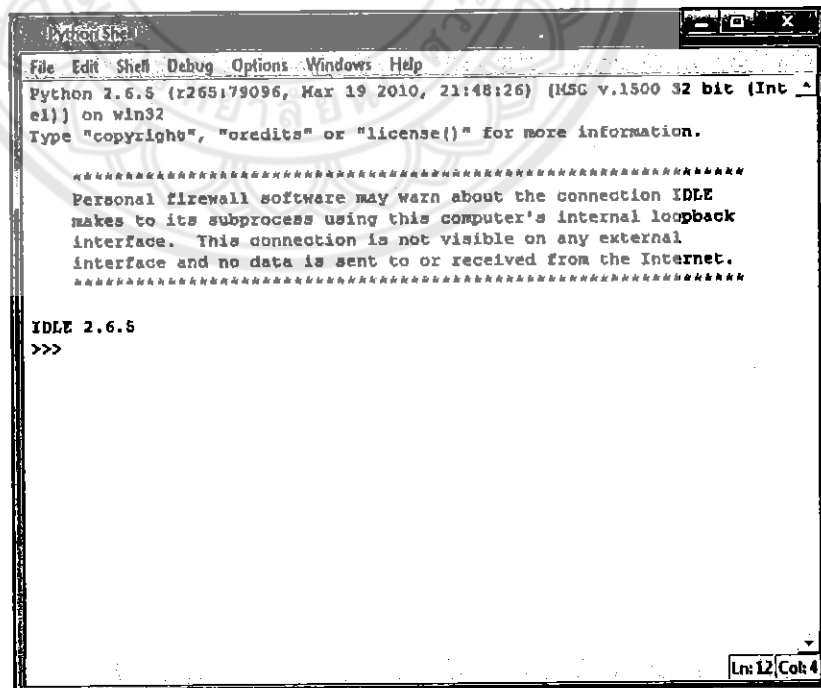 Python Shell
File Edit Shell Debug Options Windows Help
Python 2.6.5 (r265:79096, Mar 19 2010, 21:48:26) [MSC v.1500 32 bit (Int
el)] on win32
Type "copyright", "credits" or "license()" for more information.
****************************************************************
Personal firewall software may warn about the connection IDLE
makes to its subprocess using this computer's internal loopback
interface. This connection is not visible on any external
interface and no data is sent to or received from the Internet.
****************************************************************
IDLE 2.6.5
>>>
Ln: 12 Col: 4